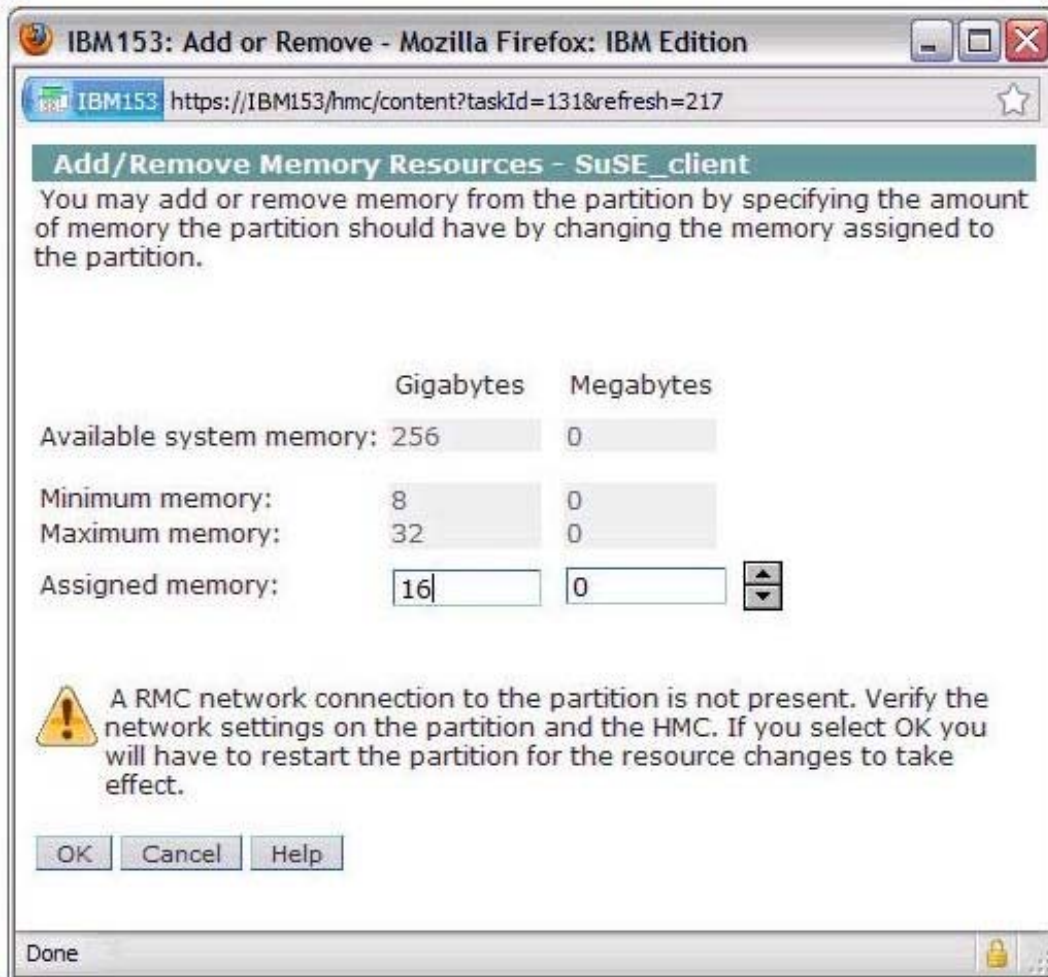 IBM153: Add or Remove - Mozilla Firefox: IBM Edition
IBM153 https://IBM153/hmc/content?taskId=131&refresh=217
Add/Remove Memory Resources - SuSE_client
You may add or remove memory from the partition by specifying the amount
of memory the partition should have by changing the memory assigned to
the partition.
Gigabytes Megabytes
Available system memory: 256 0
Minimum memory: 8 0
Maximum memory: 32 0
Assigned memory: 16 0
A RMC network connection to the partition is not present. Verify the
network settings on the partition and the HMC. If you select OK you
will have to restart the partition for the resource changes to take
effect.
OK Cancel Help
Done